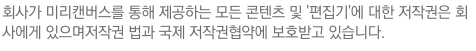 회사가 미리캔버스를 통해 제공하는 모든 콘텐츠 및 '편집기'에 대한 저작권은 회
사에게 있으며저작권 법과 국제 저작권협약에 보호받고 있습니다.